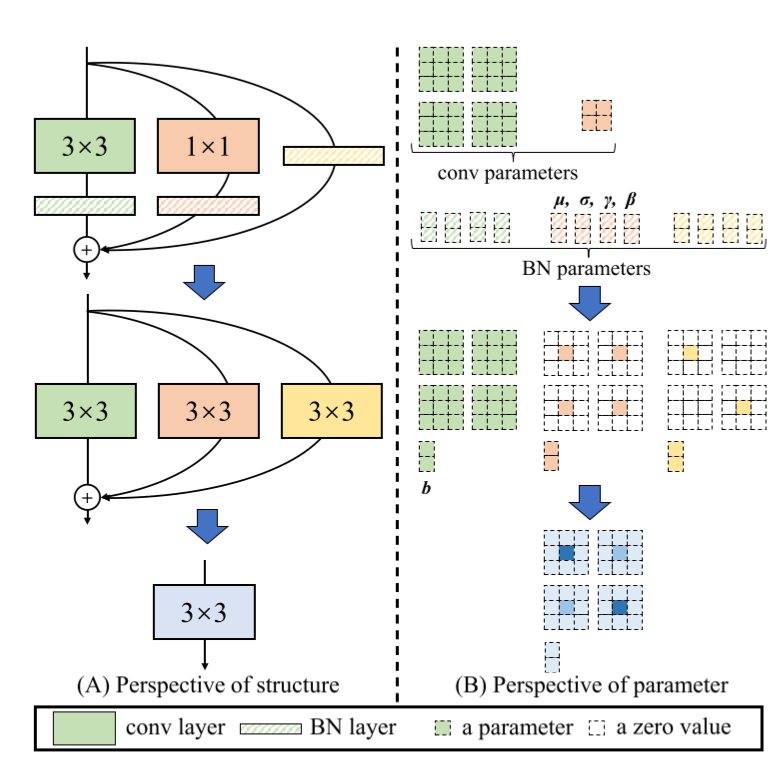 3×3
1×1
+
3×3
3×3
3×3
+
3×3
(A) Perspective of structure
conv parameters
μ, σ, γ, β
BN parameters
b
(B) Perspective of parameter
conv layer
BN layer
a parameter
a zero value